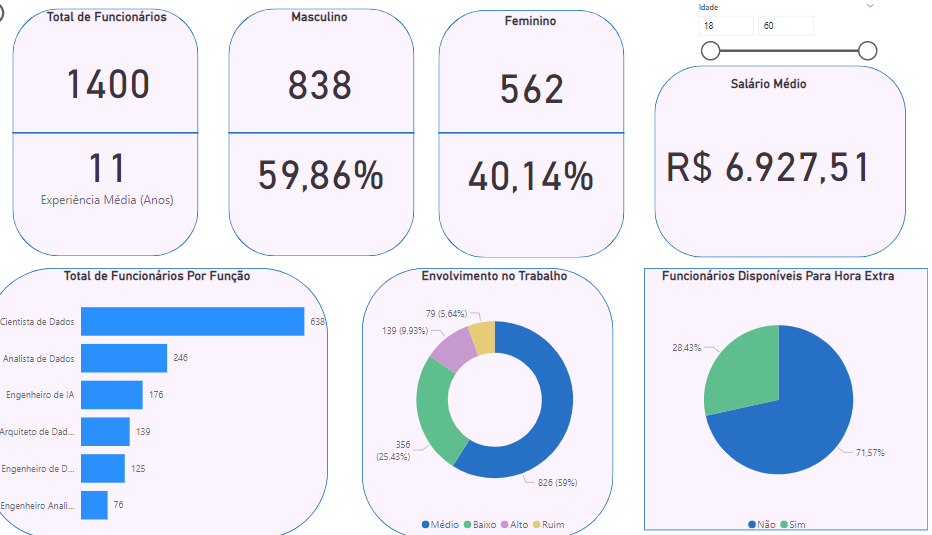 Total de Funcionários
1400
11
Experiência Média (Anos)
Masculino
838
59,86%
Feminino
562
40,14%
Idade
18
60
Salário Médio
R$ 6.927,51
Total de Funcionários Por Função
Cientista de Dados
638
Analista de Dados
246
Engenheiro de IA
176
Arquiteto de Dad...
139
Engenheiro de D...
125
Engenheiro Anali...
76
Envolvimento no Trabalho
79 (5,64%)
139 (9,93%)
356
(25,43%)
826 (59%)
Médio Baixo Alto Ruim
Funcionários Disponíveis Para Hora Extra
28,43%
71,57%
Não Sim